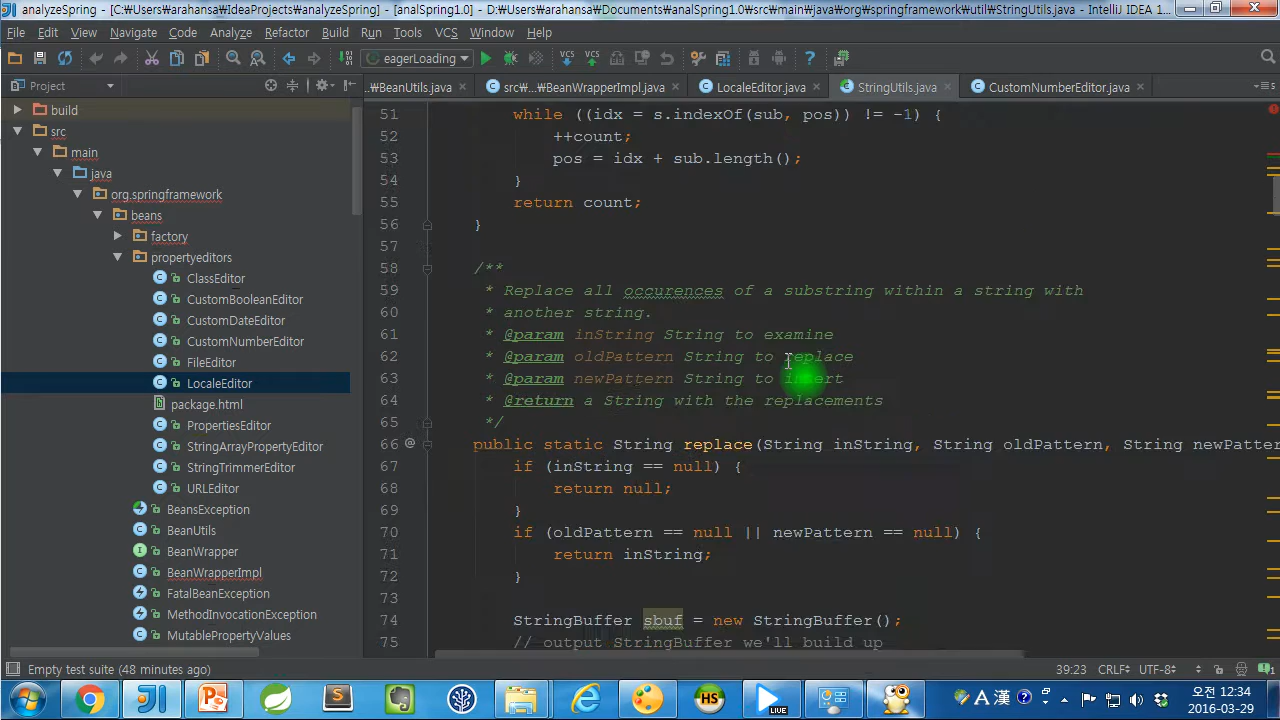 analyzeSpring - [C:₩Users₩arahansa₩IdeaProjects₩analyzeSpring] - [analSpring1.0] - D:₩Users₩arahansa₩Documents₩analSpring1.0₩src₩main₩java₩org₩springframework₩util₩StringUtils.java - IntelliJ IDEA 1...
File Edit View Navigate Code Analyze Refactor Build Run Tools VCS Window Help
eagerLoading
VCS VCS
Project
...₩BeanUtils.java
src₩...₩BeanWrapperImpl.java
LocaleEditor.java
StringUtils.java
CustomNumberEditor.java
build
src
main
java
org.springframework
beans
factory
propertyeditors
ClassEditor
CustomBooleanEditor
CustomDateEditor
CustomNumberEditor
FileEditor
LocaleEditor
package.html
PropertiesEditor
StringArrayPropertyEditor
StringTrimmerEditor
URLEditor
BeansException
BeanUtils
BeanWrapper
BeanWrapperImpl
FatalBeanException
MethodInvocationException
MutablePropertyValues
51 while ((idx = s.indexOf(sub, pos)) != -1) {
52 ++count;
53 pos = idx + sub.length();
54 }
55 return count;
56 }
57
58 /**
59 * Replace all occurences of a substring within a string with
60 * another string.
61 * @param inString String to examine
62 * @param oldPattern String to replace
63 * @param newPattern String to insert
64 * @return a String with the replacements
65 */
66 @ public static String replace(String inString, String oldPattern, String newPatter
67 if (inString == null) {
68 return null;
69 }
70 if (oldPattern == null || newPattern == null) {
71 return inString;
72 }
73
74 StringBuffer sbuf = new StringBuffer();
75 // output StringBuffer we'll build up
Empty test suite (48 minutes ago)
39:23 CRLF UTF-8
HS
LIVE
A 漢
오전 12:34
2016-03-29